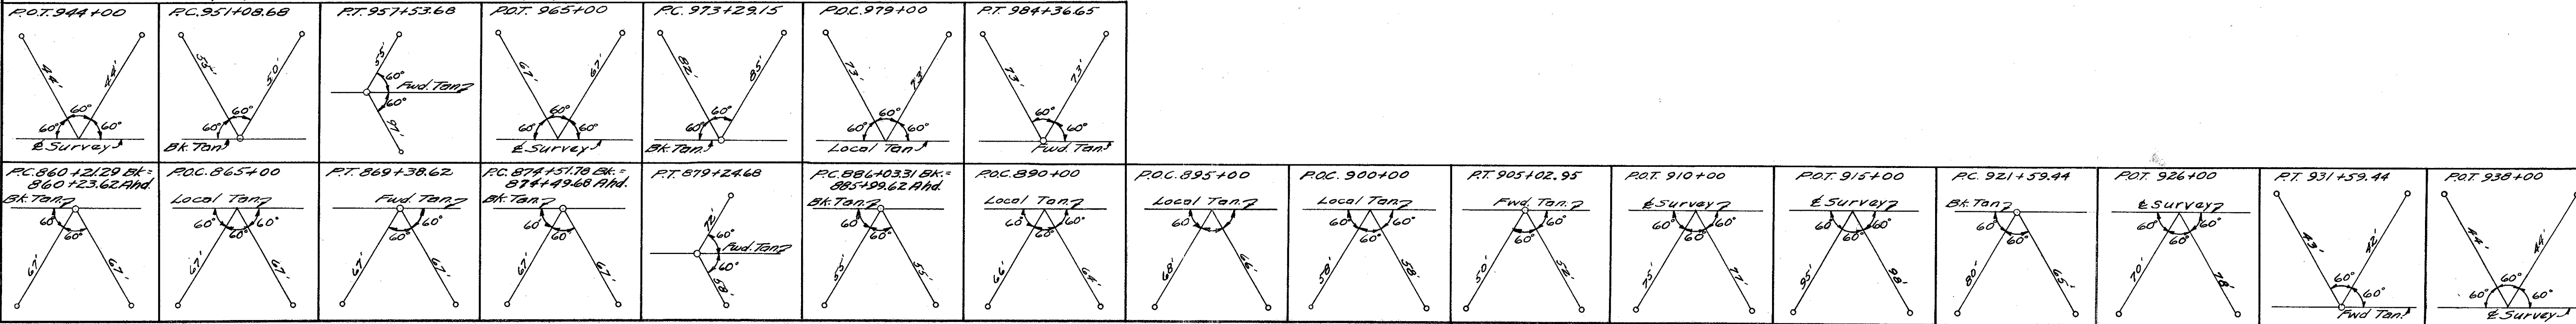 P.O.T. 944+00
44'
44'
60°
60°
60°
℄ Survey
P.C. 951+08.68
50'
60°
60°
Bk. Tan.
P.T. 957+53.68
55'
60°
Fwd. Tan.
60°
97'
P.O.T. 965+00
67'
67'
60°
60°
60°
℄ Survey
P.C. 973+29.15
82'
85'
60°
60°
Bk. Tan.
P.O.C. 979+00
73'
73'
60°
60°
60°
Local Tan.
P.T. 984+36.65
73'
73'
60°
60°
Fwd. Tan.
P.C. 860+21.29 Bk.=
860+23.62 Ahd.
Bk. Tan.
60°
60°
67'
67'
P.O.C. 865+00
Local Tan.
60°
60°
60°
67'
67'
P.T. 869+38.62
Fwd. Tan.
60°
60°
67'
67'
P.C. 874+51.78 Bk.=
874+49.68 Ahd.
Bk. Tan.
60°
60°
67'
67'
P.T. 879+24.68
72'
60°
Fwd. Tan.
60°
58'
P.C. 886+03.31 Bk.=
885+99.62 Ahd.
Bk. Tan.
60°
60°
55'
55'
P.O.C. 890+00
Local Tan.
60°
60°
60°
66'
64'
P.O.C. 895+00
Local Tan.
60
68'
66'
P.O.C. 900+00
Local Tan.
60°
60°
60°
58'
58'
P.T. 905+02.95
Fwd. Tan.
60°
60°
50'
52'
P.O.T. 910+00
℄ Survey
60°
60°
60°
75'
77'
P.O.T. 915+00
℄ Survey
60°
60°
60°
95'
98'
P.C. 921+59.44
Bk. Tan.
60°
60°
80'
65'
P.O.T. 926+00
℄ Survey
60°
60°
60°
70'
78'
P.T. 931+59.44
43'
42'
60°
60°
Fwd Tan.
P.O.T. 938+00
44'
44'
60°
60°
60°
℄ Survey